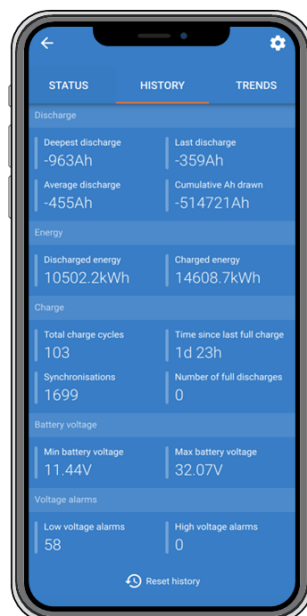 STATUS HISTORY TRENDS
Discharge
Deepest discharge Last discharge
-963Ah -359Ah
Average discharge Cumulative Ah drawn
-455Ah -514721Ah
Energy
Discharged energy Charged energy
10502.2kWh 14608.7kWh
Charge
Total charge cycles Time since last full charge
103 1d 23h
Synchronisations Number of full discharges
1699 0
Battery voltage
Min battery voltage Max battery voltage
11.44V 32.07V
Voltage alarms
Low voltage alarms High voltage alarms
58 0
Reset history